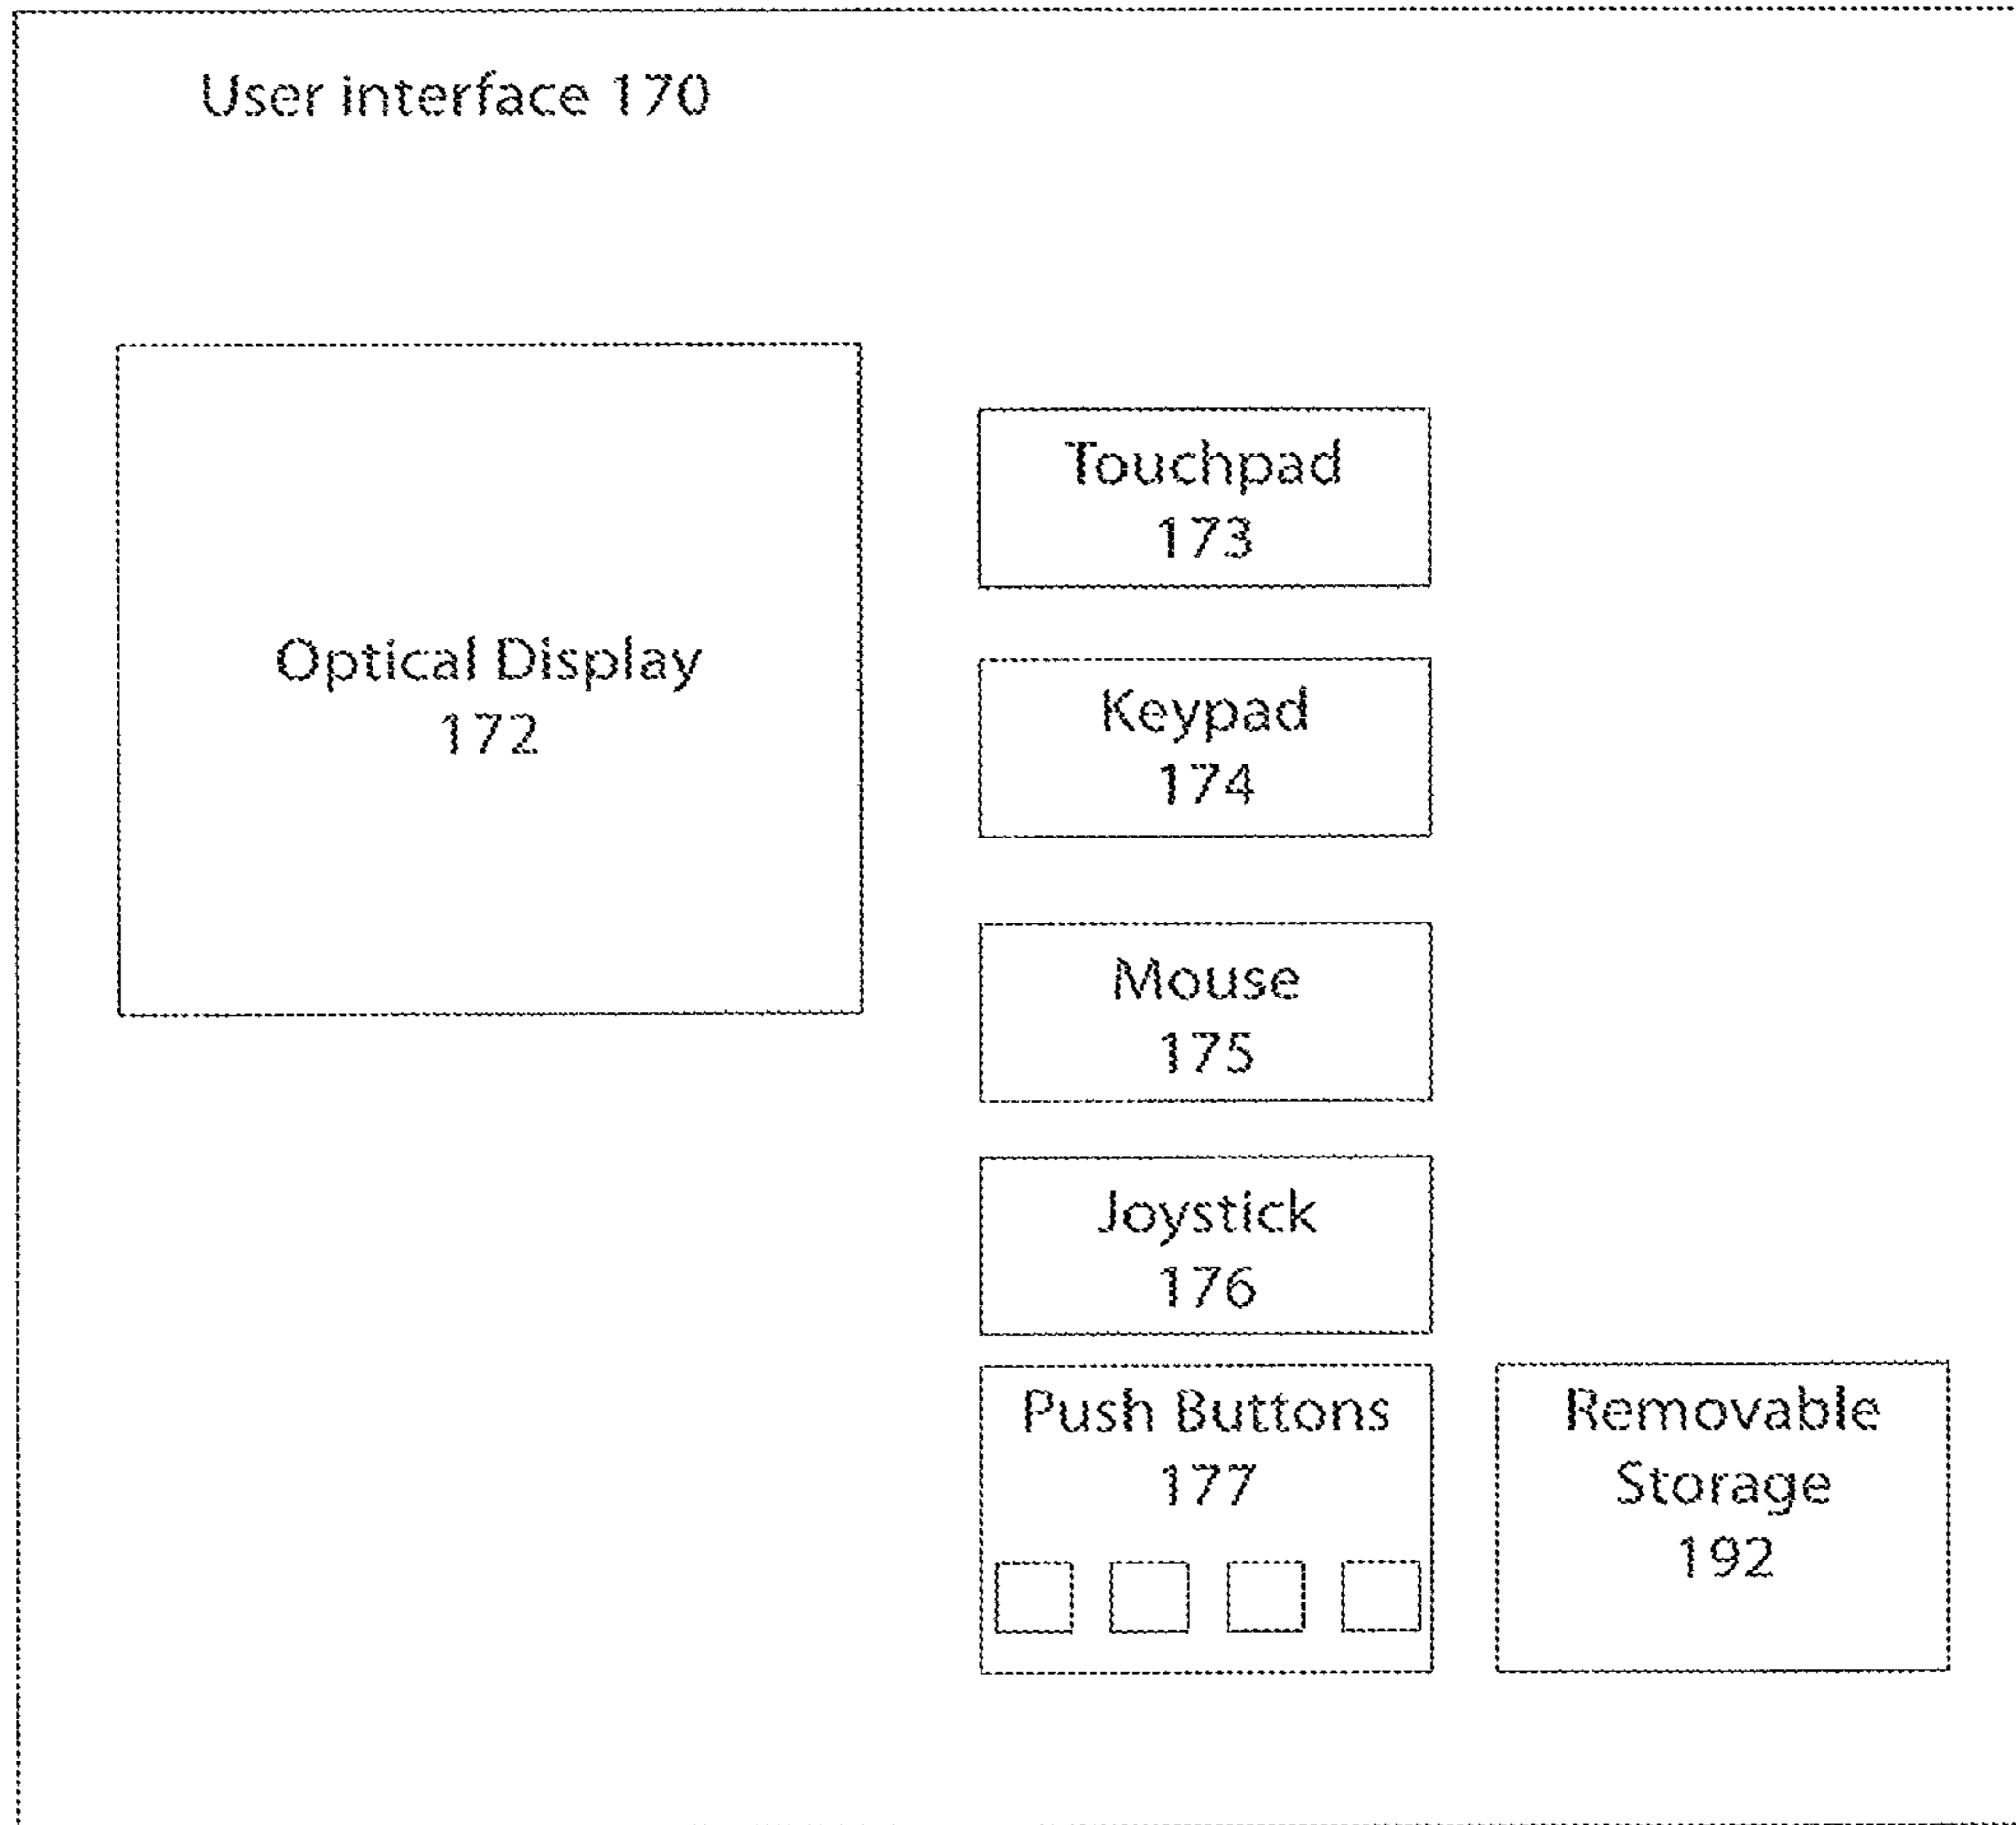 User interface 170
Optical Display
172
Touchpad
173
Keypad
174
Mouse
175
Joystick
176
Push Buttons
177
Removable
Storage
192